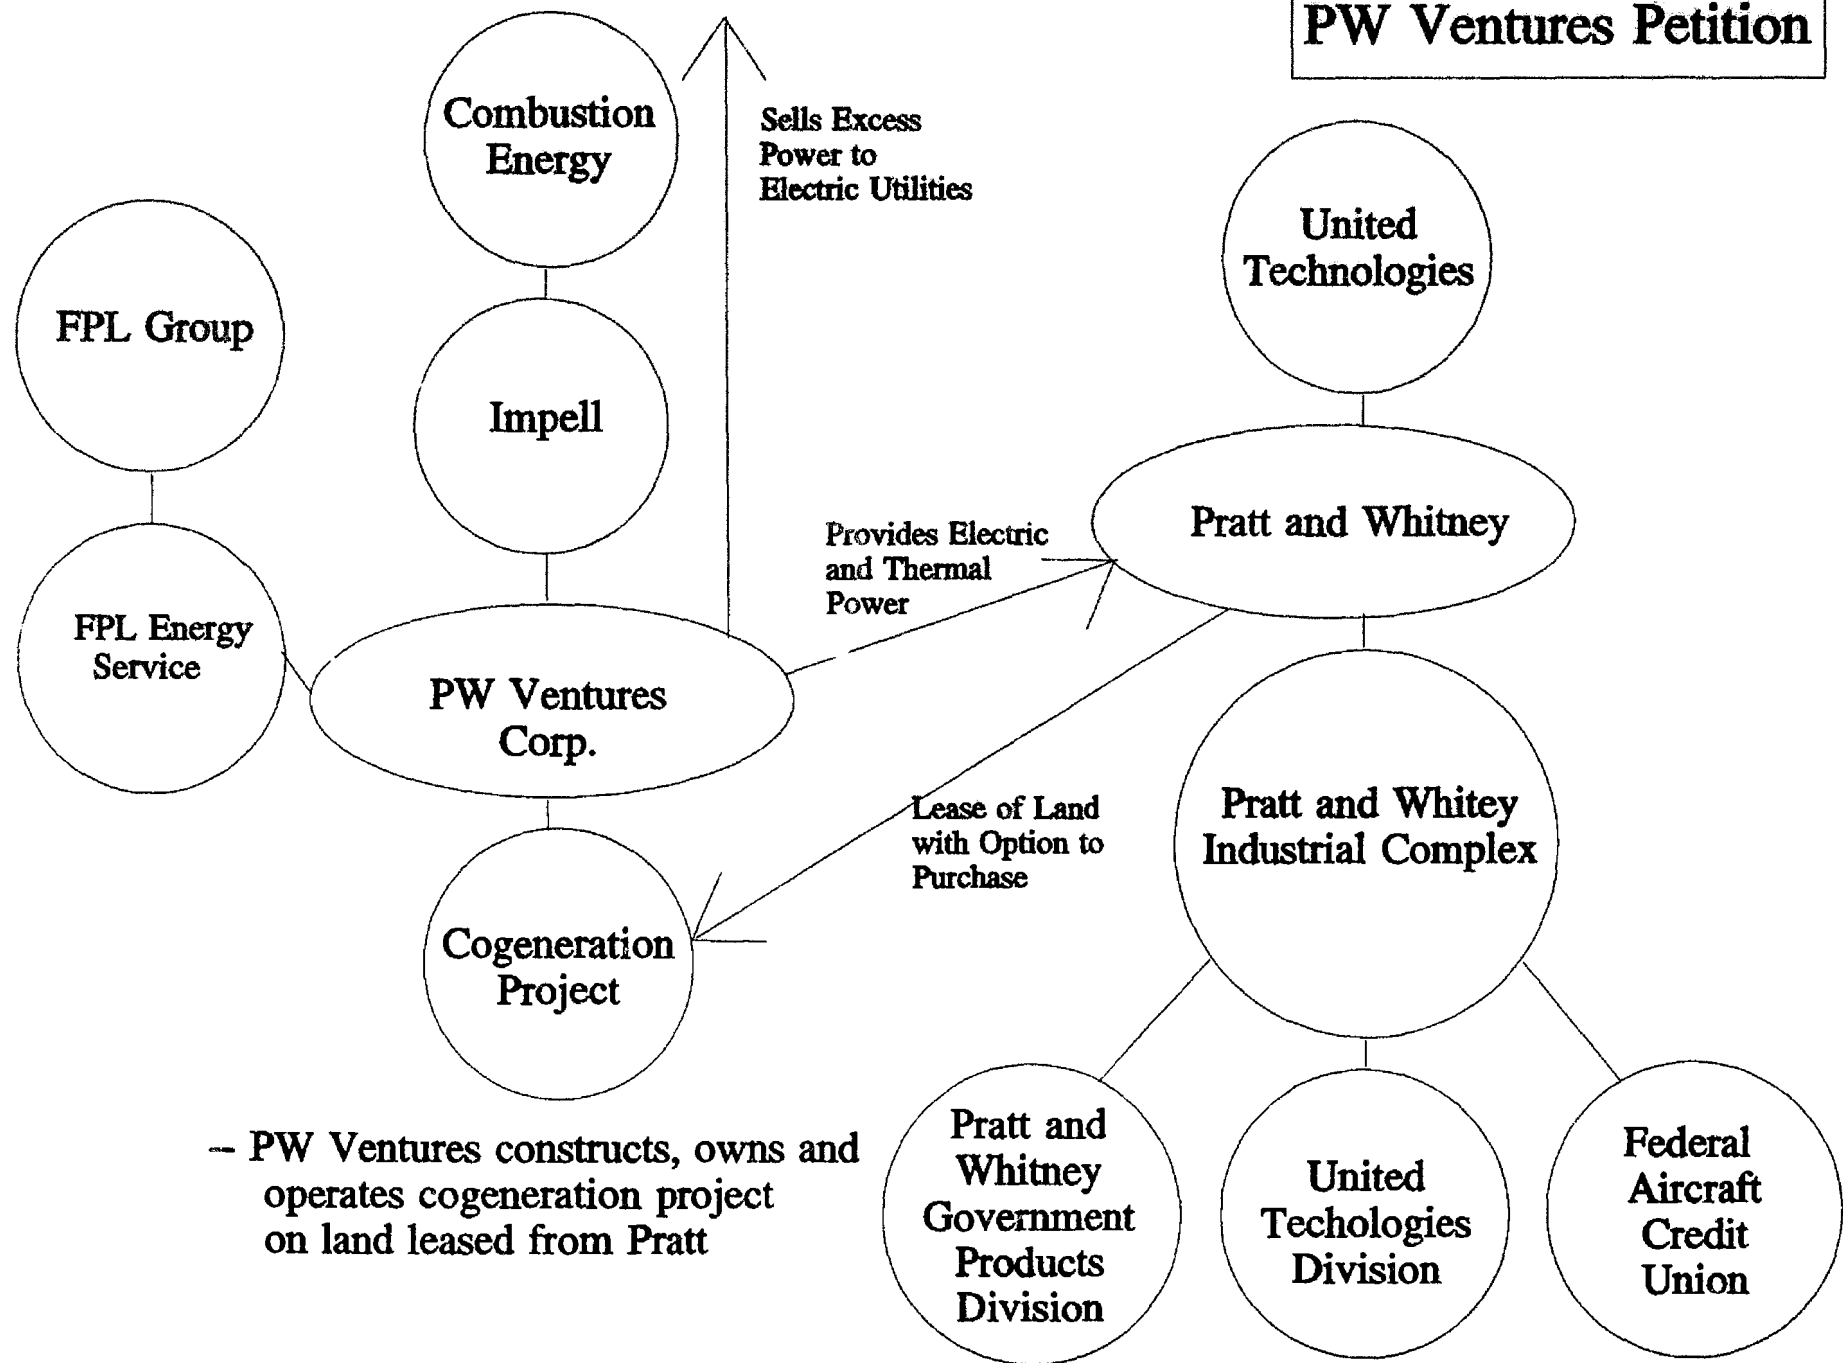 PW Ventures Petition
Combustion
Energy
Sells Excess
Power to
Electric Utilities
United
Technologies
FPL Group
Impell
Pratt and Whitney
Provides Electric
and Thermal
Power
FPL Energy
Service
PW Ventures
Corp.
Lease of Land
with Option to
Purchase
Pratt and Whitey
Industrial Complex
Cogeneration
Project
-- PW Ventures constructs, owns and
operates cogeneration project
on land leased from Pratt
Pratt and
Whitney
Government
Products
Division
United
Techologies
Division
Federal
Aircraft
Credit
Union